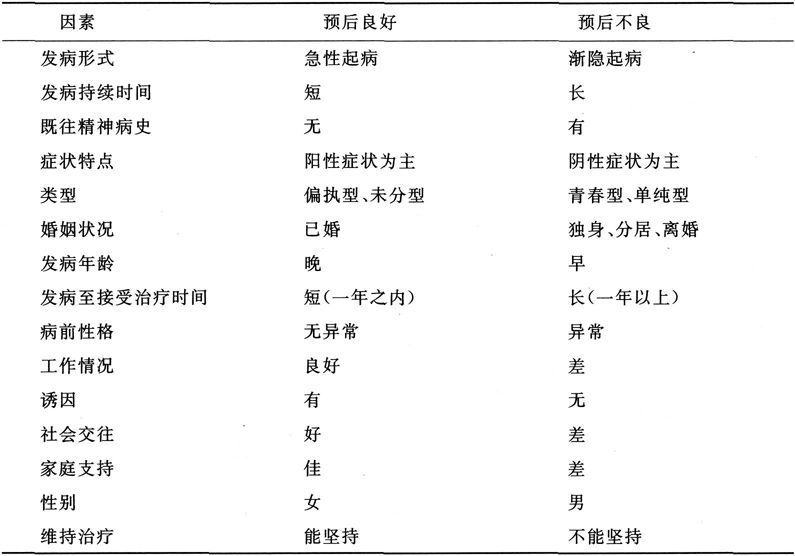 因素 预后良好 预后不良
发病形式 急性起病 渐隐起病
发病持续时间 短 长
既往精神病史 无 有
症状特点 阳性症状为主 阴性症状为主
类型 偏执型、未分型 青春型、单纯型
婚姻状况 已婚 独身、分居、离婚
发病年龄 晚 早
发病至接受治疗时间 短(一年之内) 长(一年以上)
病前性格 无异常 异常
工作情况 良好 差
诱因 有 无
社会交往 好 差
家庭支持 佳 差
性别 女 男
维持治疗 能坚持 不能坚持